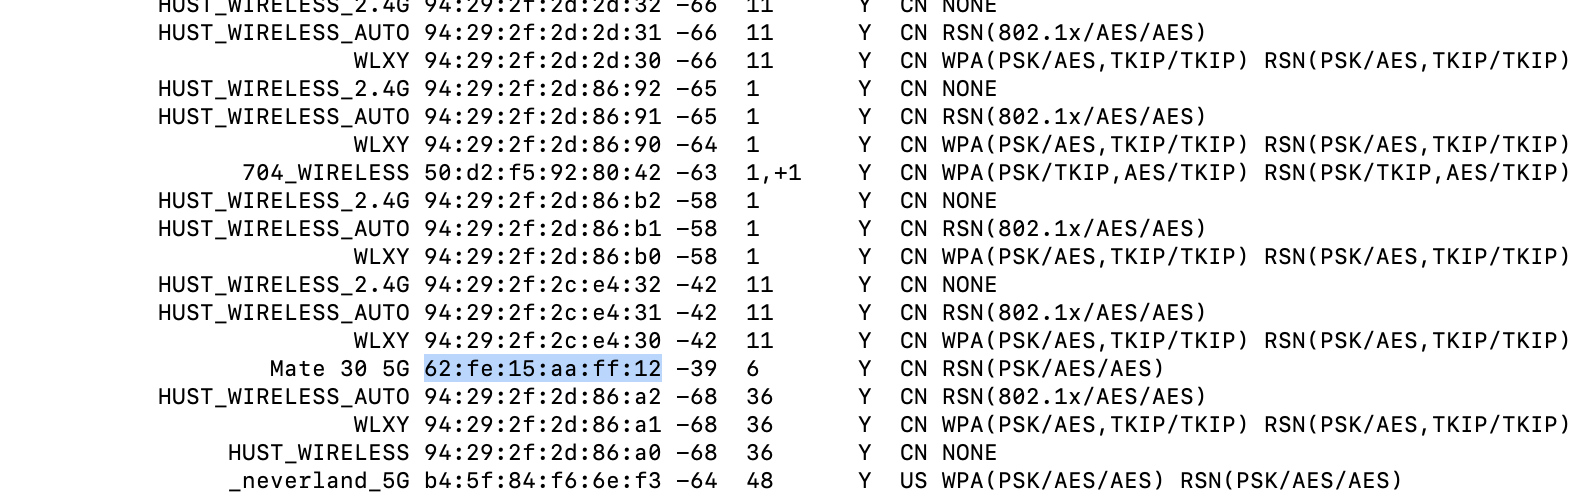 HUST_WIRELESS_2.4G 94:29:2f:2d:2d:32 -66 11 Y CN NONE
HUST_WIRELESS_AUTO 94:29:2f:2d:2d:31 -66 11 Y CN RSN(802.1x/AES/AES)
WLXY 94:29:2f:2d:2d:30 -66 11 Y CN WPA(PSK/AES,TKIP/TKIP) RSN(PSK/AES,TKIP/TKIP)
HUST_WIRELESS_2.4G 94:29:2f:2d:86:92 -65 1 Y CN NONE
HUST_WIRELESS_AUTO 94:29:2f:2d:86:91 -65 1 Y CN RSN(802.1x/AES/AES)
WLXY 94:29:2f:2d:86:90 -64 1 Y CN WPA(PSK/AES,TKIP/TKIP) RSN(PSK/AES,TKIP/TKIP)
704_WIRELESS 50:d2:f5:92:80:42 -63 1,+1 Y CN WPA(PSK/TKIP,AES/TKIP) RSN(PSK/TKIP,AES/TKIP)
HUST_WIRELESS_2.4G 94:29:2f:2d:86:b2 -58 1 Y CN NONE
HUST_WIRELESS_AUTO 94:29:2f:2d:86:b1 -58 1 Y CN RSN(802.1x/AES/AES)
WLXY 94:29:2f:2d:86:b0 -58 1 Y CN WPA(PSK/AES,TKIP/TKIP) RSN(PSK/AES,TKIP/TKIP)
HUST_WIRELESS_2.4G 94:29:2f:2c:e4:32 -42 11 Y CN NONE
HUST_WIRELESS_AUTO 94:29:2f:2c:e4:31 -42 11 Y CN RSN(802.1x/AES/AES)
WLXY 94:29:2f:2c:e4:30 -42 11 Y CN WPA(PSK/AES,TKIP/TKIP) RSN(PSK/AES,TKIP/TKIP)
Mate 30 5G 62:fe:15:aa:ff:12 -39 6 Y CN RSN(PSK/AES/AES)
HUST_WIRELESS_AUTO 94:29:2f:2d:86:a2 -68 36 Y CN RSN(802.1x/AES/AES)
WLXY 94:29:2f:2d:86:a1 -68 36 Y CN WPA(PSK/AES,TKIP/TKIP) RSN(PSK/AES,TKIP/TKIP)
HUST_WIRELESS 94:29:2f:2d:86:a0 -68 36 Y CN NONE
_neverland_5G b4:5f:84:f6:6e:f3 -64 48 Y US WPA(PSK/AES/AES) RSN(PSK/AES/AES)